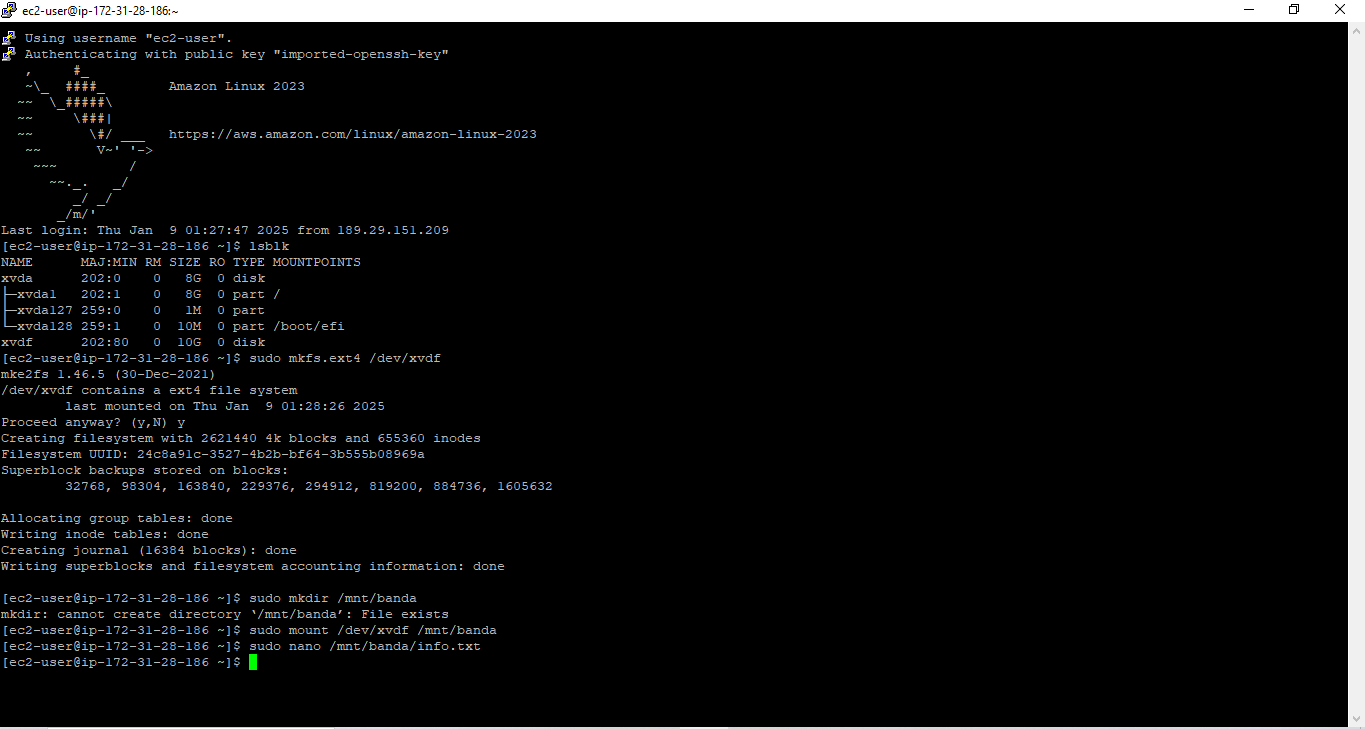 ec2-user@ip-172-31-28-186:~
Using username "ec2-user".
Authenticating with public key "imported-openssh-key"
   ,     #_
   ~\_  ####_        Amazon Linux 2023
  ~~  \_#####\
  ~~     \###|
  ~~       \#/ ___   https://aws.amazon.com/linux/amazon-linux-2023
   ~~       V~' '->
    ~~~         /
      ~~._.   _/
         _/ _/
       _/m/'
Last login: Thu Jan  9 01:27:47 2025 from 189.29.151.209
[ec2-user@ip-172-31-28-186 ~]$ lsblk
NAME      MAJ:MIN RM SIZE RO TYPE MOUNTPOINTS
xvda      202:0    0   8G  0 disk
├─xvda1   202:1    0   8G  0 part /
├─xvda127 259:0    0   1M  0 part
└─xvda128 259:1    0  10M  0 part /boot/efi
xvdf      202:80   0  10G  0 disk
[ec2-user@ip-172-31-28-186 ~]$ sudo mkfs.ext4 /dev/xvdf
mke2fs 1.46.5 (30-Dec-2021)
/dev/xvdf contains a ext4 file system
        last mounted on Thu Jan  9 01:28:26 2025
Proceed anyway? (y,N) y
Creating filesystem with 2621440 4k blocks and 655360 inodes
Filesystem UUID: 24c8a91c-3527-4b2b-bf64-3b555b08969a
Superblock backups stored on blocks:
        32768, 98304, 163840, 229376, 294912, 819200, 884736, 1605632

Allocating group tables: done
Writing inode tables: done
Creating journal (16384 blocks): done
Writing superblocks and filesystem accounting information: done

[ec2-user@ip-172-31-28-186 ~]$ sudo mkdir /mnt/banda
mkdir: cannot create directory ‘/mnt/banda’: File exists
[ec2-user@ip-172-31-28-186 ~]$ sudo mount /dev/xvdf /mnt/banda
[ec2-user@ip-172-31-28-186 ~]$ sudo nano /mnt/banda/info.txt
[ec2-user@ip-172-31-28-186 ~]$